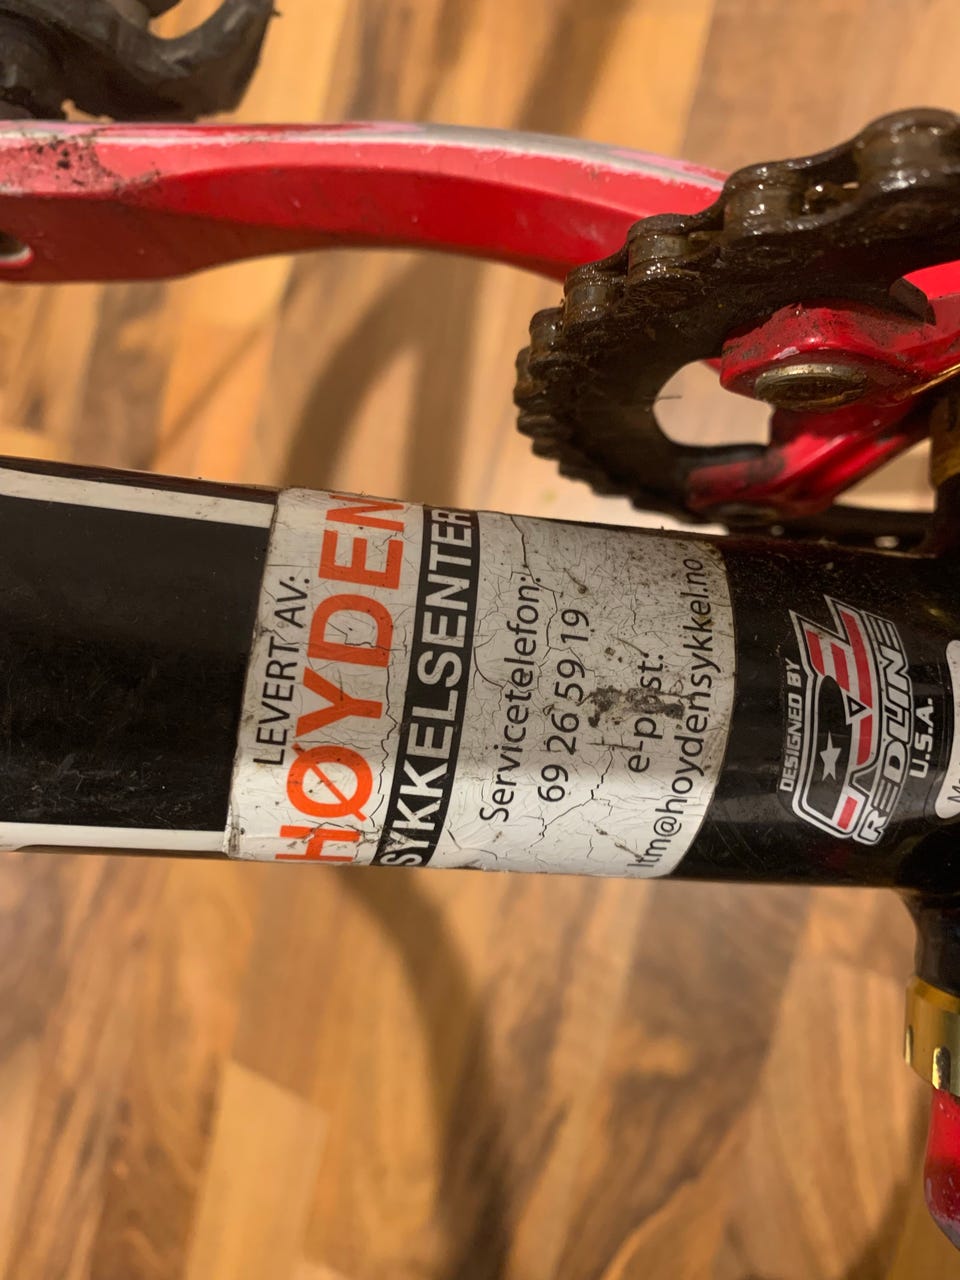 LEVERT AV:
HØYDEN
SYKKELSENTER
Servicetelefon:
69 26 59 19
e-post:
ltm@hoydensykkel.no
DESIGNED BY
REDLINE
U.S.A.